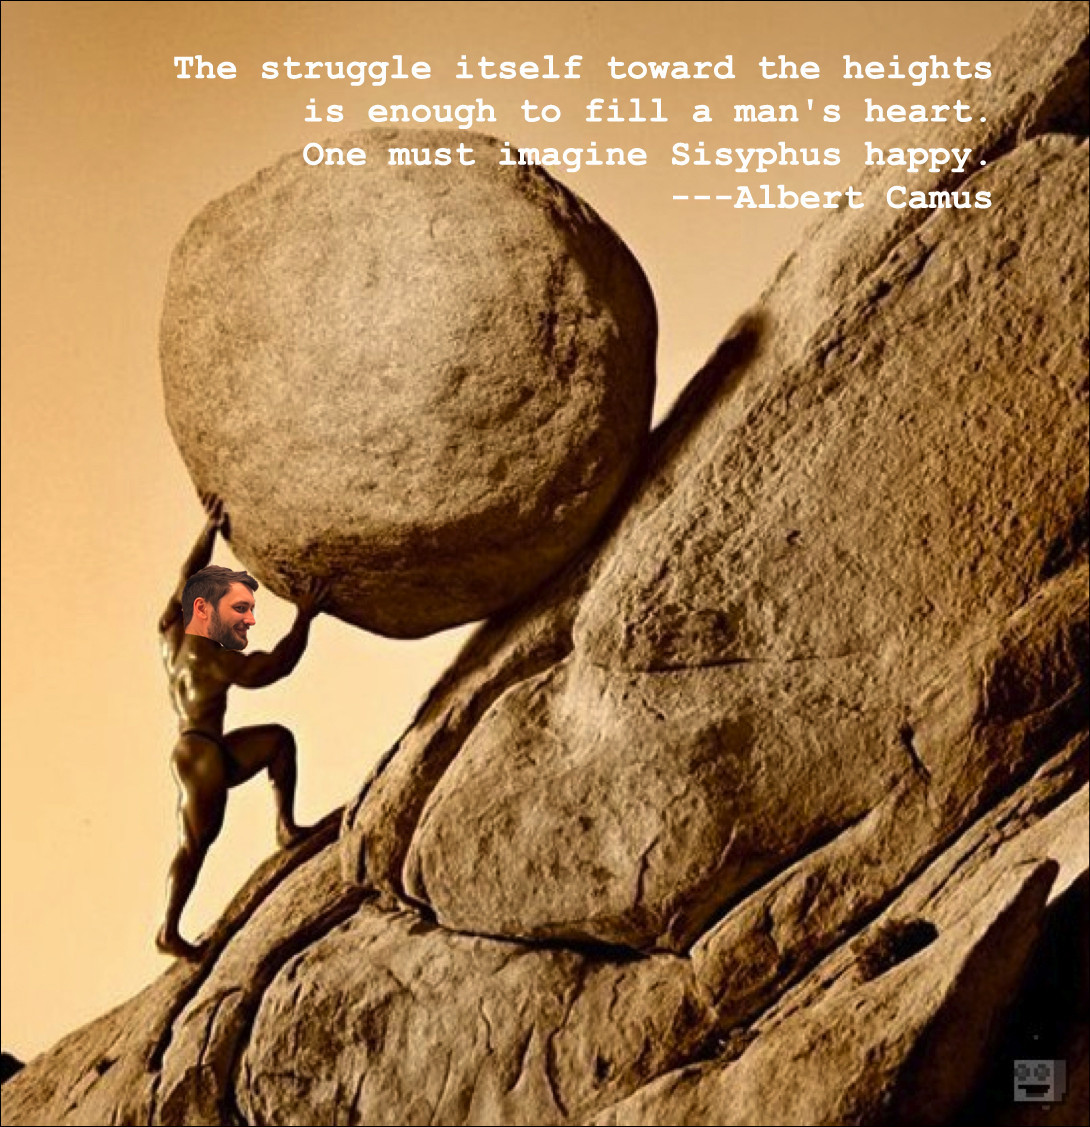 The struggle itself toward the heights
is enough to fill a man's heart.
One must imagine Sisyphus happy.
---Albert Camus